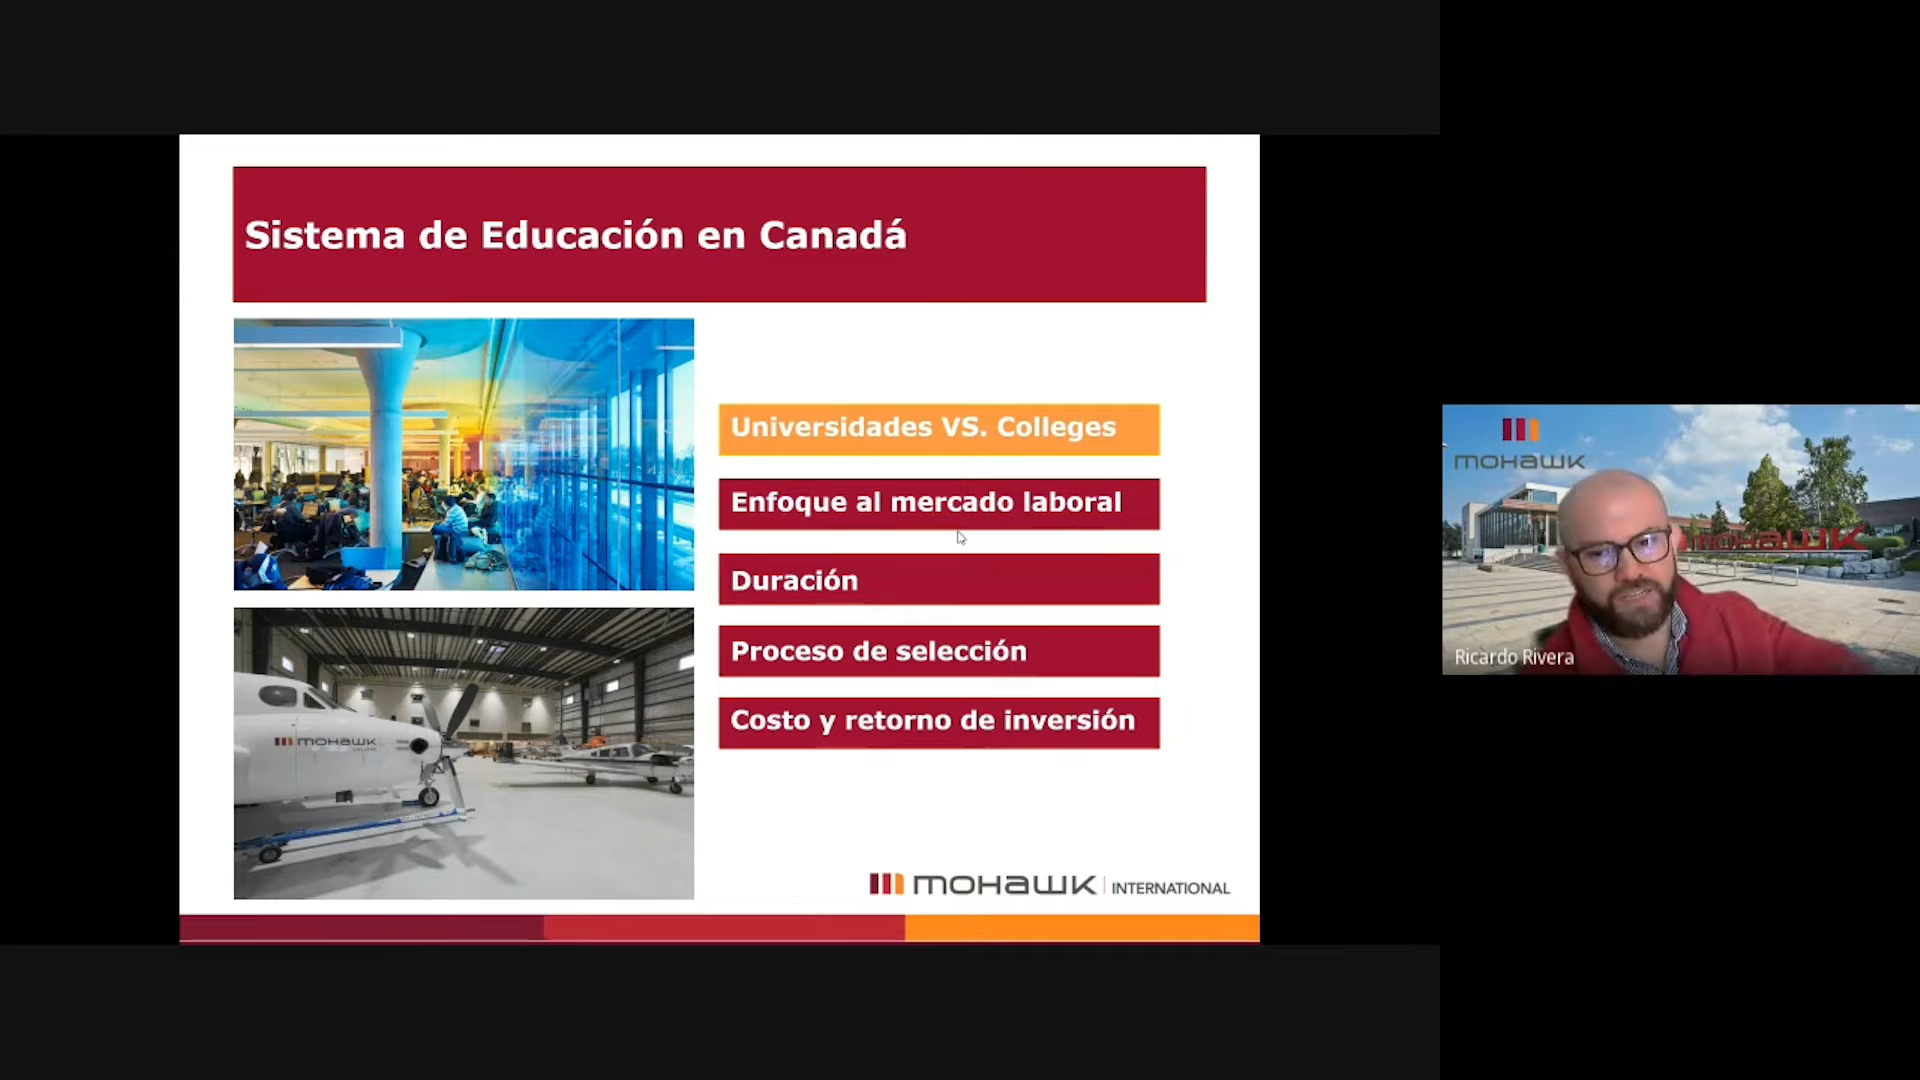 Sistema de Educación en Canadá
Universidades VS. Colleges
Enfoque al mercado laboral
Duración
Proceso de selección
Costo y retorno de inversión
mohawk
mohawk | INTERNATIONAL
mohawk
mohawk
Ricardo Rivera